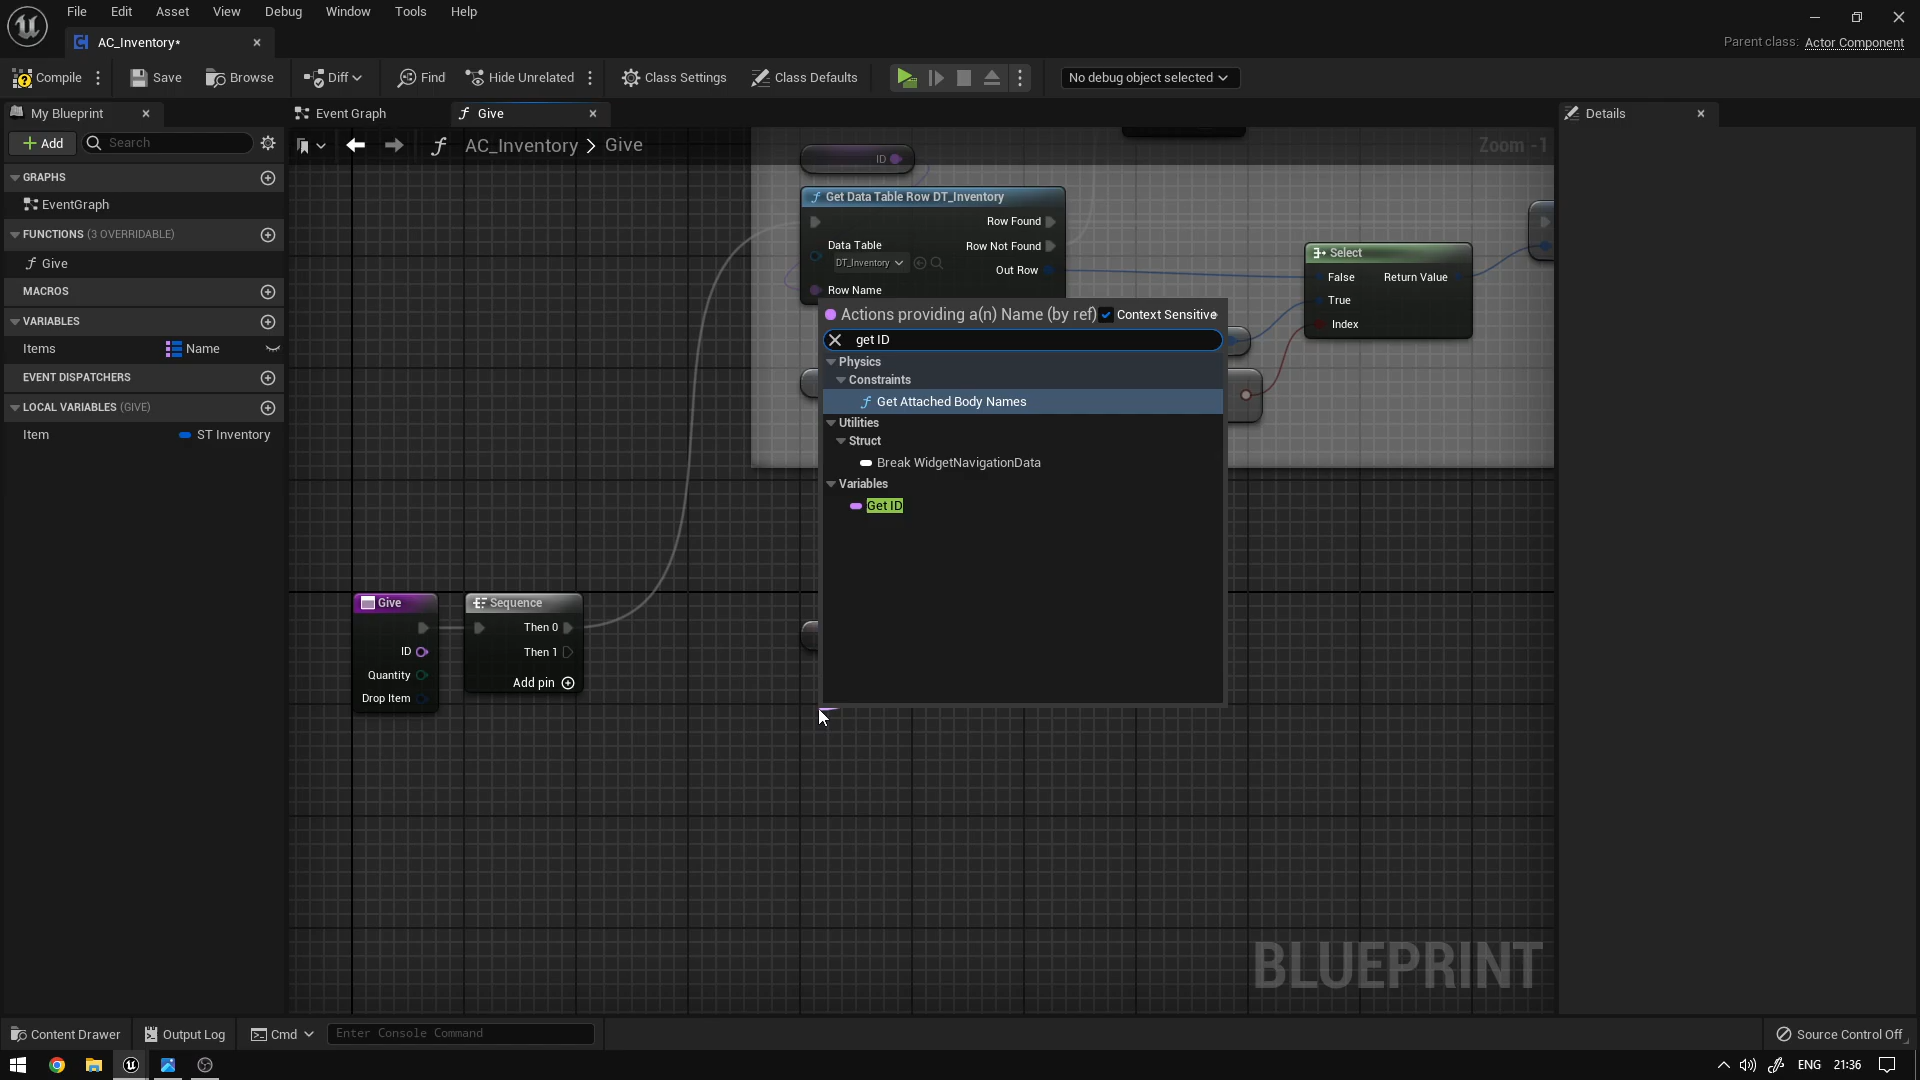 File Edit Asset View Debug Window Tools Help
AC_Inventory*
Parent class: Actor Component
Compile Save Browse Diff Find Hide Unrelated Class Settings Class Defaults No debug object selected
My Blueprint
Event Graph
Give
Details
Add
Search
AC_Inventory > Give
Zoom -1
GRAPHS
EventGraph
FUNCTIONS (3 OVERRIDABLE)
Give
MACROS
VARIABLES
Items Name
EVENT DISPATCHERS
LOCAL VARIABLES (GIVE)
Item ST Inventory
ID
Get Data Table Row DT_Inventory
Row Found
Data Table
DT_Inventory
Row Not Found
Out Row
Row Name
Select
False Return Value
True
Index
Actions providing a(n) Name (by ref) Context Sensitive
get ID
Physics
Constraints
Get Attached Body Names
Utilities
Struct
Break WidgetNavigationData
Variables
Get ID
Give
ID
Quantity
Drop Item
Sequence
Then 0
Then 1
Add pin
BLUEPRINT
Content Drawer Output Log Cmd Enter Console Command Source Control Off
ENG 21:36